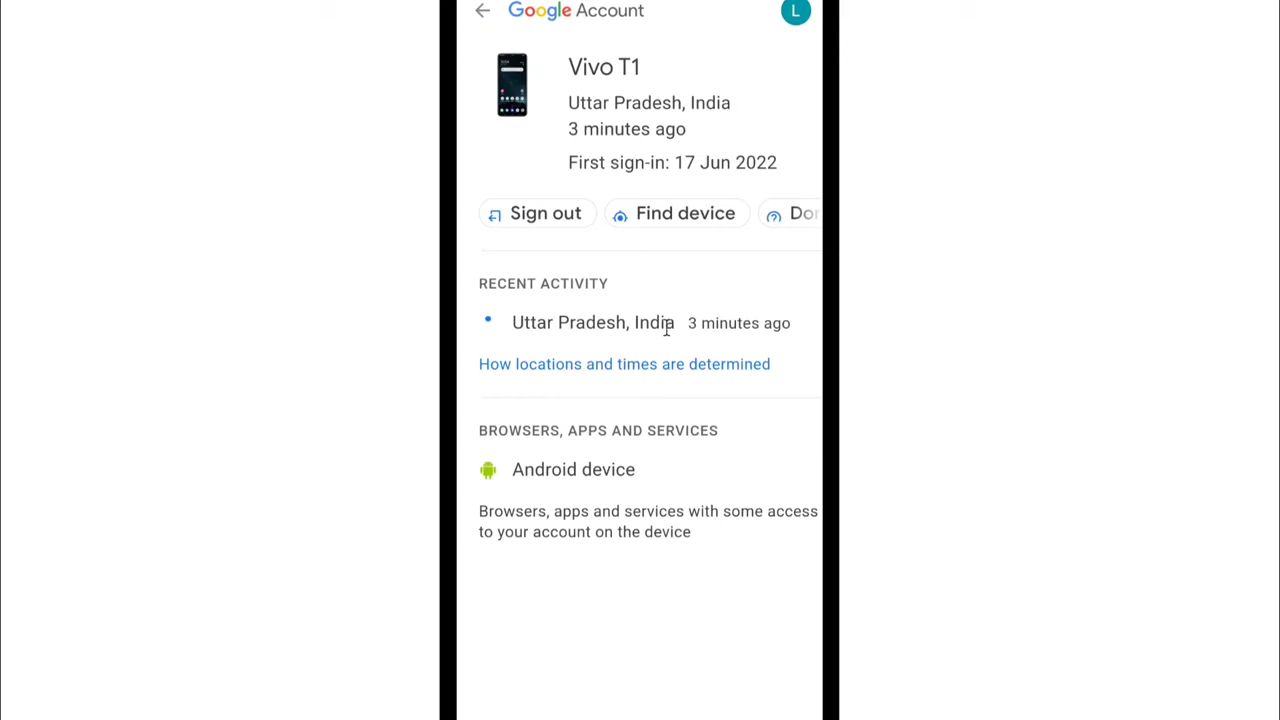 Google Account
L
Vivo T1
Uttar Pradesh, India
3 minutes ago
First sign-in: 17 Jun 2022
Sign out
Find device
Dor
RECENT ACTIVITY
Uttar Pradesh, India 3 minutes ago
How locations and times are determined
BROWSERS, APPS AND SERVICES
Android device
Browsers, apps and services with some access
to your account on the device